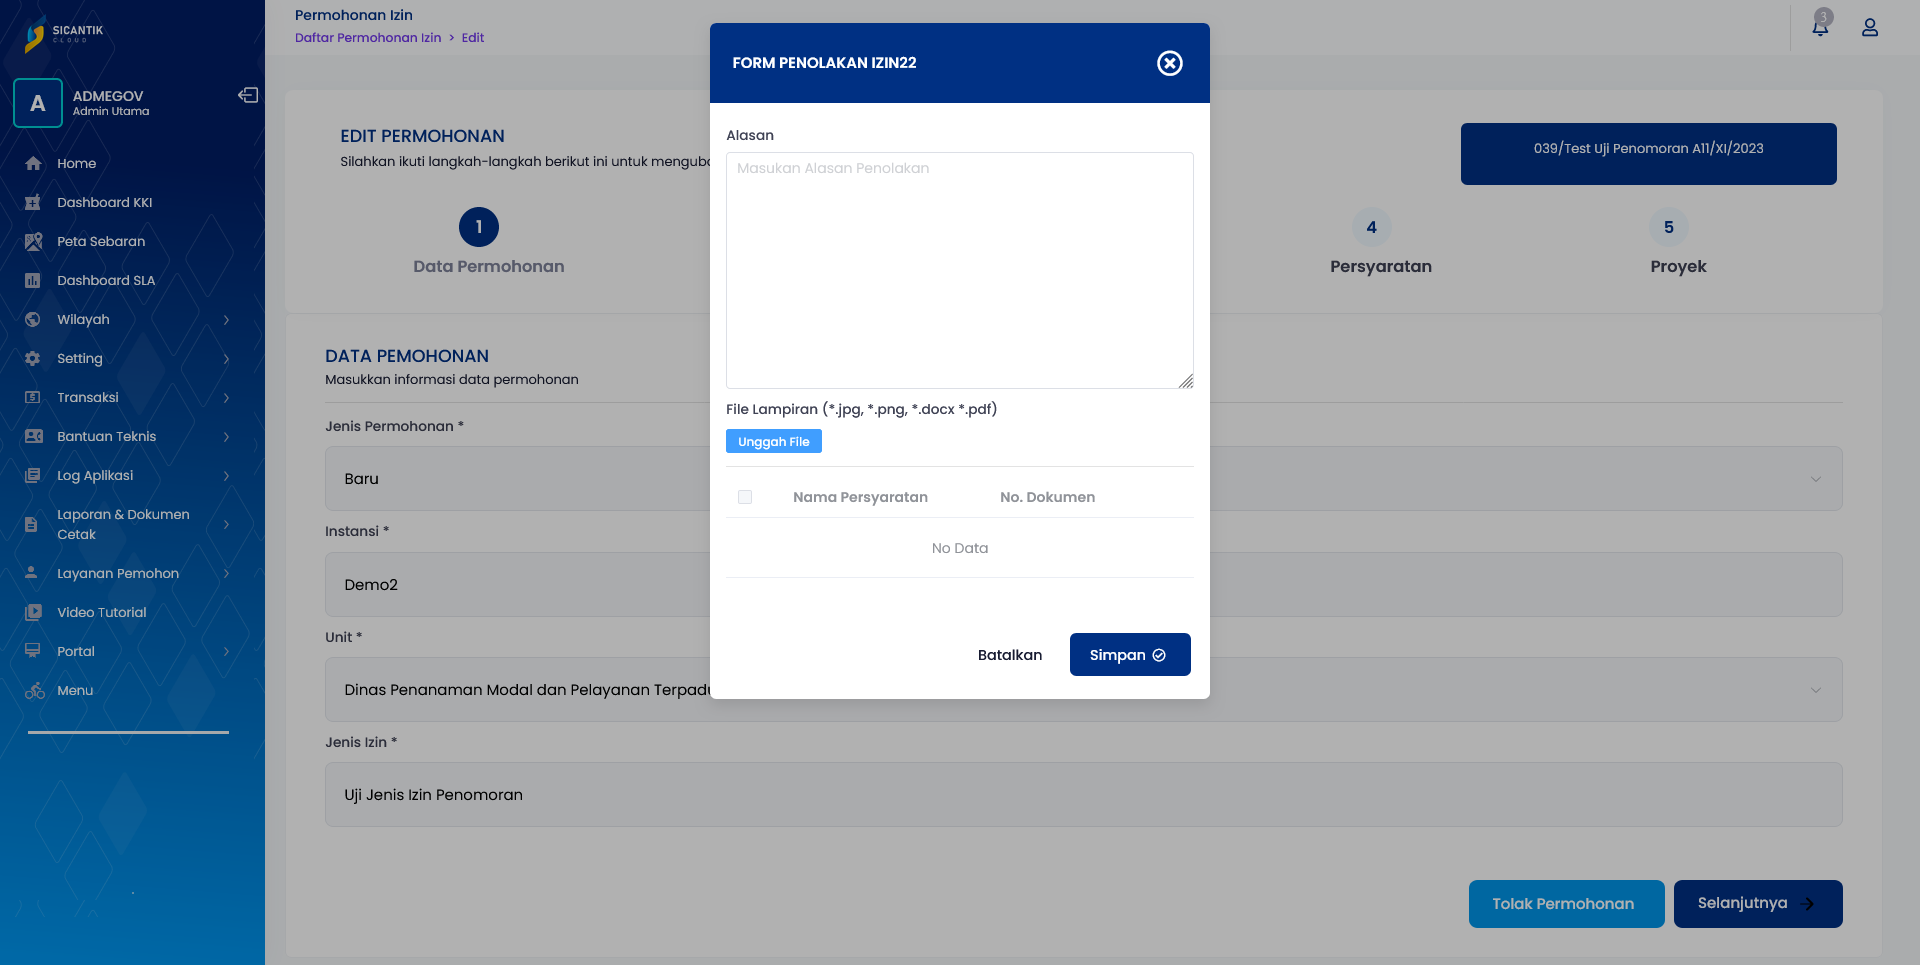 SICANTIK
CLOUD
A
ADMEGOV
Admin Utama
Home
Dashboard KKI
Peta Sebaran
Dashboard SLA
Wilayah
Setting
Transaksi
Bantuan Teknis
Log Aplikasi
Laporan & Dokumen
Cetak
Layanan Pemohon
Video Tutorial
Portal
Menu
Permohonan Izin
Daftar Permohonan Izin > Edit
3
EDIT PERMOHONAN
Silahkan ikuti langkah-langkah berikut ini untuk
039/Test Uji Penomoran A11/XI/2023
1
Data Permohonan
4
Persyaratan
5
Proyek
DATA PEMOHONAN
Masukkan informasi data permohonan
Jenis Permohonan *
Baru
Instansi *
Demo2
Unit *
Dinas Penanaman Modal dan Pelayanan
Jenis Izin *
Uji Jenis Izin Penomoran
Tolak Permohonan
Selanjutnya
FORM PENOLAKAN IZIN22
Alasan
Masukan Alasan Penolakan
File Lampiran (*.jpg, *.png, *.docx *.pdf)
Unggah File
Nama Persyaratan No. Dokumen
No Data
Batalkan
Simpan